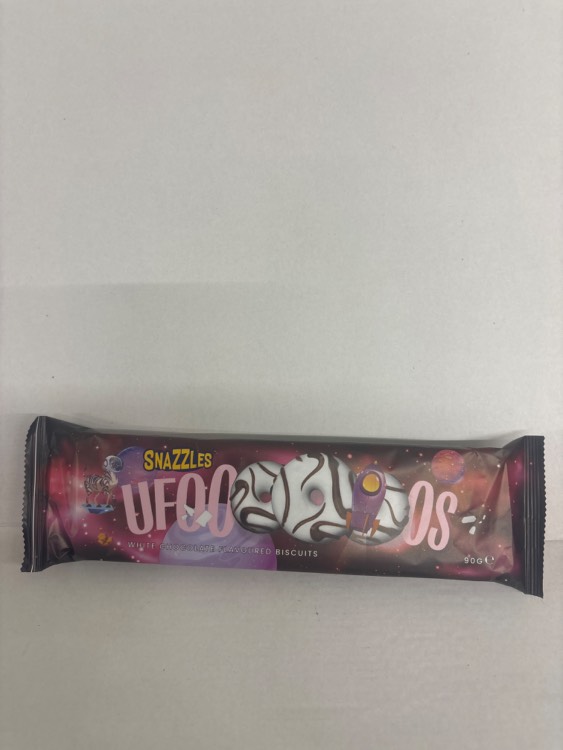 SNAZZLES
UFOOOOOS
WHITE CHOCOLATE FLAVOURED BISCUITS
90G℮